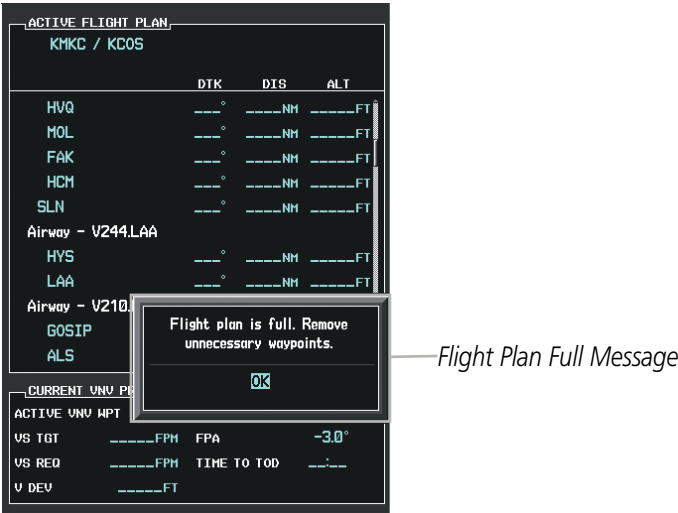 ACTIVE FLIGHT PLAN
KMKC / KCOS
DTK DIS ALT
HVQ ___° ____NM _____FT
MOL ___° ____NM _____FT
FAK ___° ____NM _____FT
HCM ___° ____NM _____FT
SLN ___° ____NM _____FT
Airway - V244.LAA
HYS ___° ____NM _____FT
LAA ___° ____NM _____FT
Airway - V210.
GOSIP
ALS
Flight plan is full. Remove
unnecessary waypoints.
OK
Flight Plan Full Message
CURRENT VNV P
ACTIVE VNV WPT
VS TGT _____FPM FPA -3.0°
VS REQ _____FPM TIME TO TOD __:__
V DEV _____FT